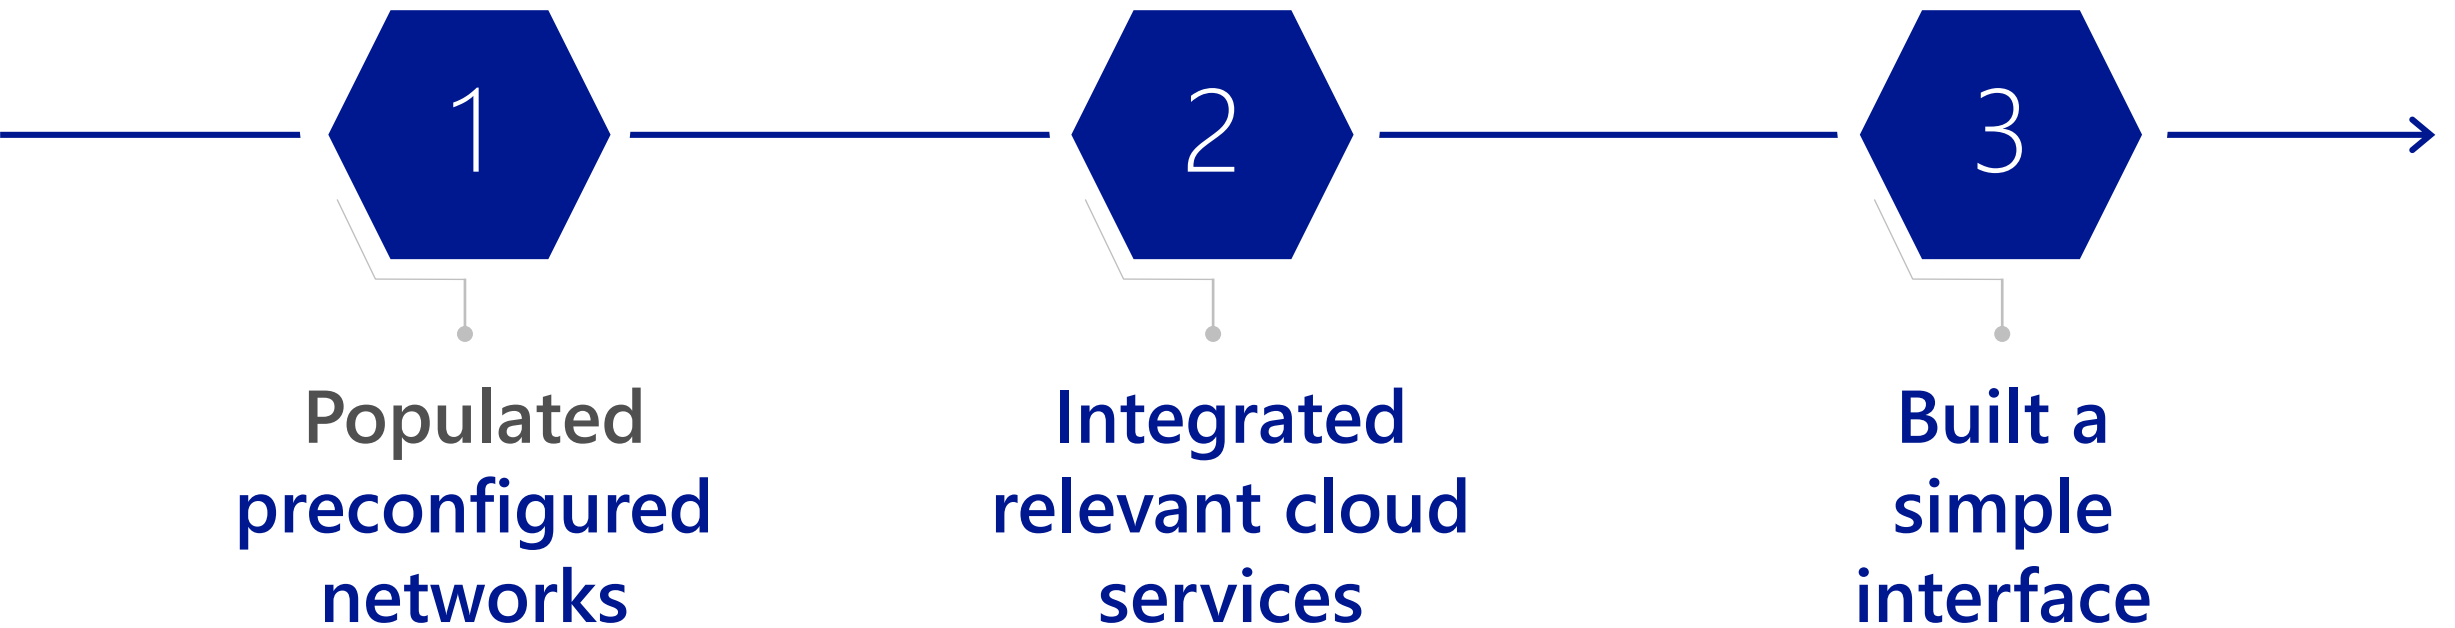 1
Populated
preconfigured
networks
2
Integrated
relevant cloud
services
3
Built a
simple
interface